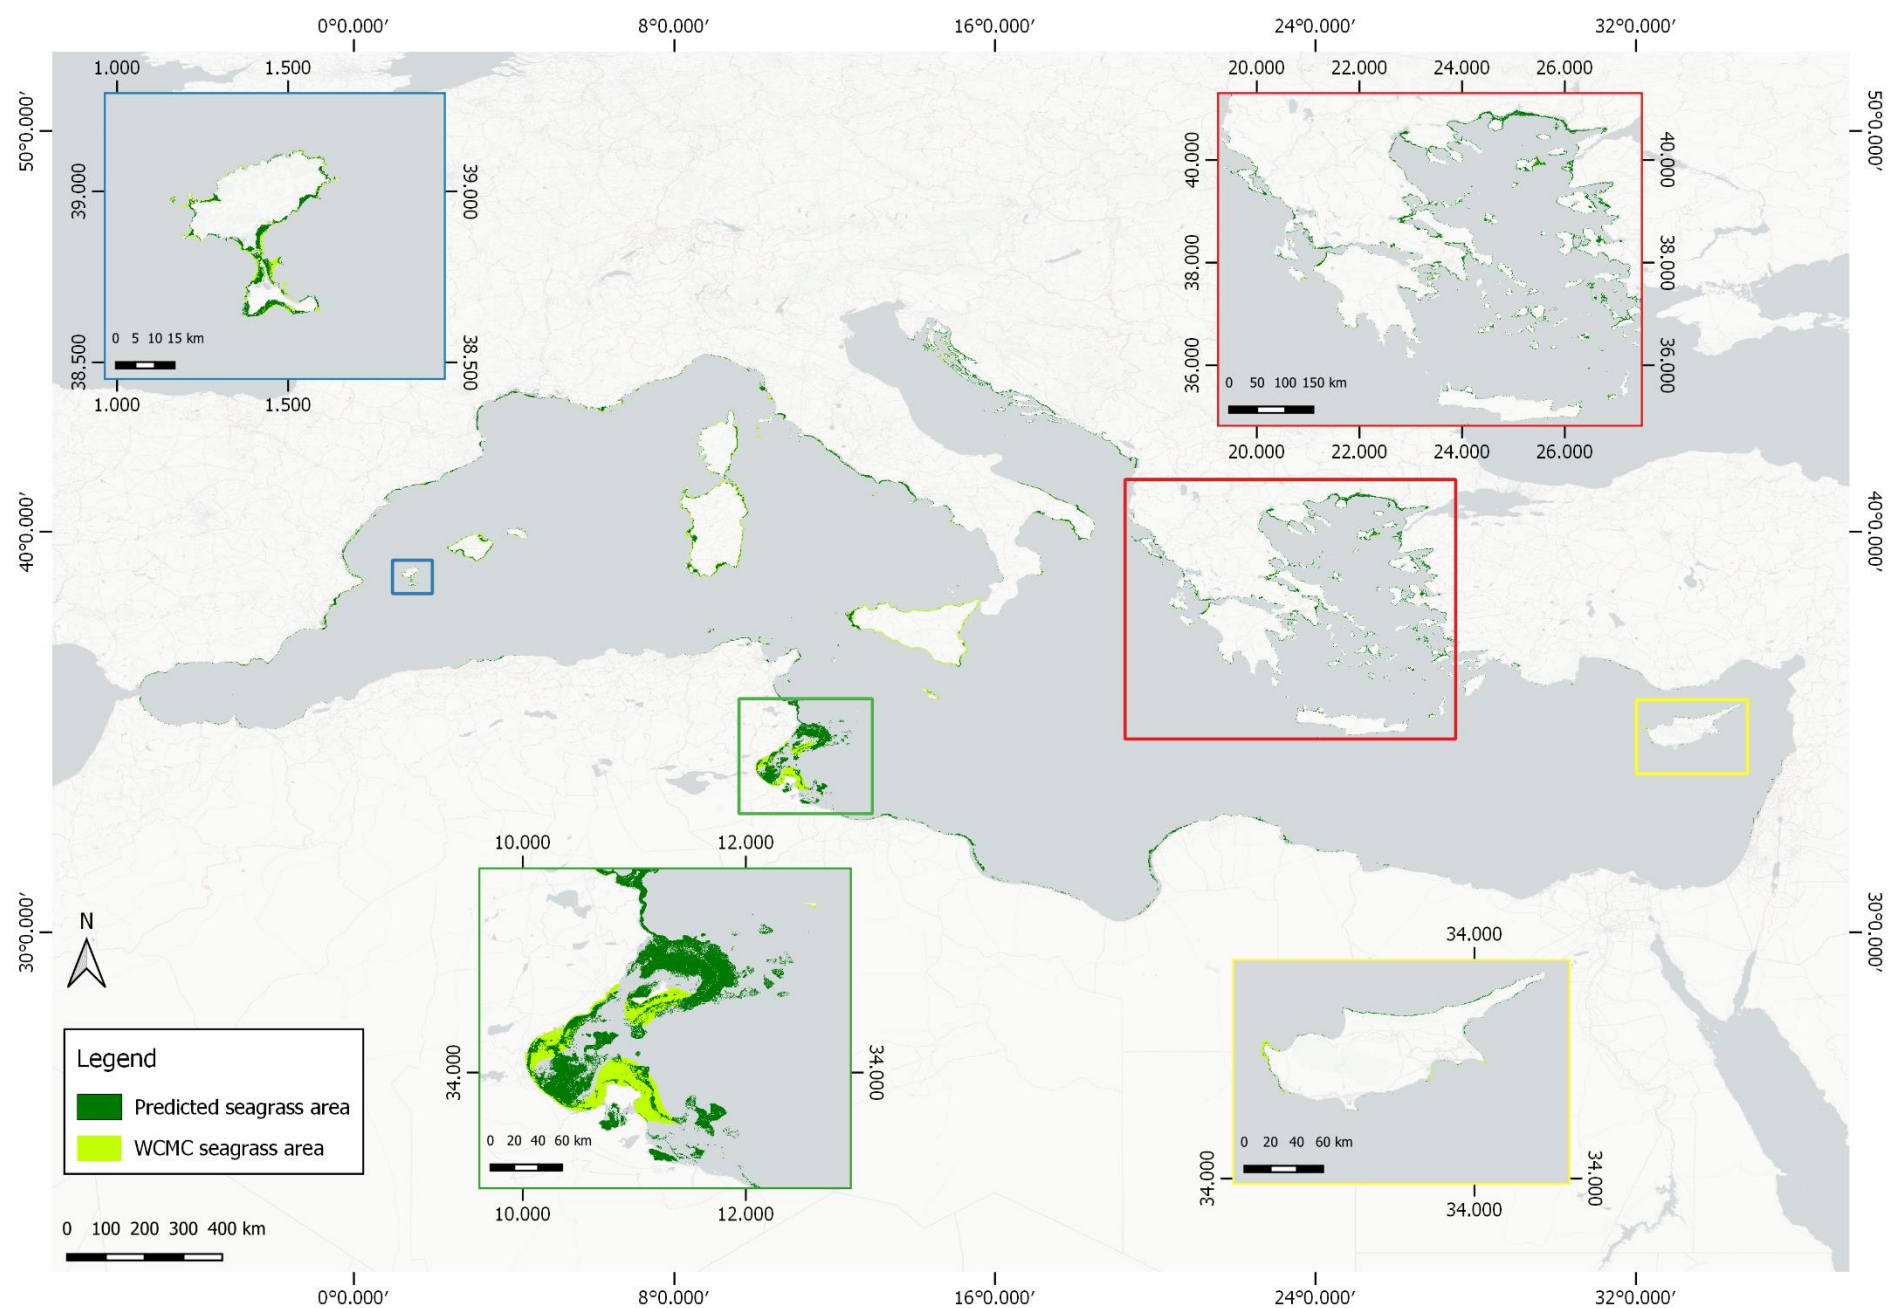 0°0.000′ 8°0.000′ 16°0.000′ 24°0.000′ 32°0.000′
1.000 1.500
20.000 22.000 24.000 26.000
50°0.000′ 50°0.000′
40.000 40.000
39.000 39.000
38.000 38.000
38.500 38.500
36.000 36.000
0 5 10 15 km
0 50 100 150 km
1.000 1.500
20.000 22.000 24.000 26.000
40°0.000′ 40°0.000′
10.000 12.000
30°0.000′ 30°0.000′
N
34.000
34.000 34.000
Legend
Predicted seagrass area
WCMC seagrass area
0 20 40 60 km
0 20 40 60 km
34.000 34.000
10.000 12.000
34.000
0 100 200 300 400 km
0°0.000′ 8°0.000′ 16°0.000′ 24°0.000′ 32°0.000′